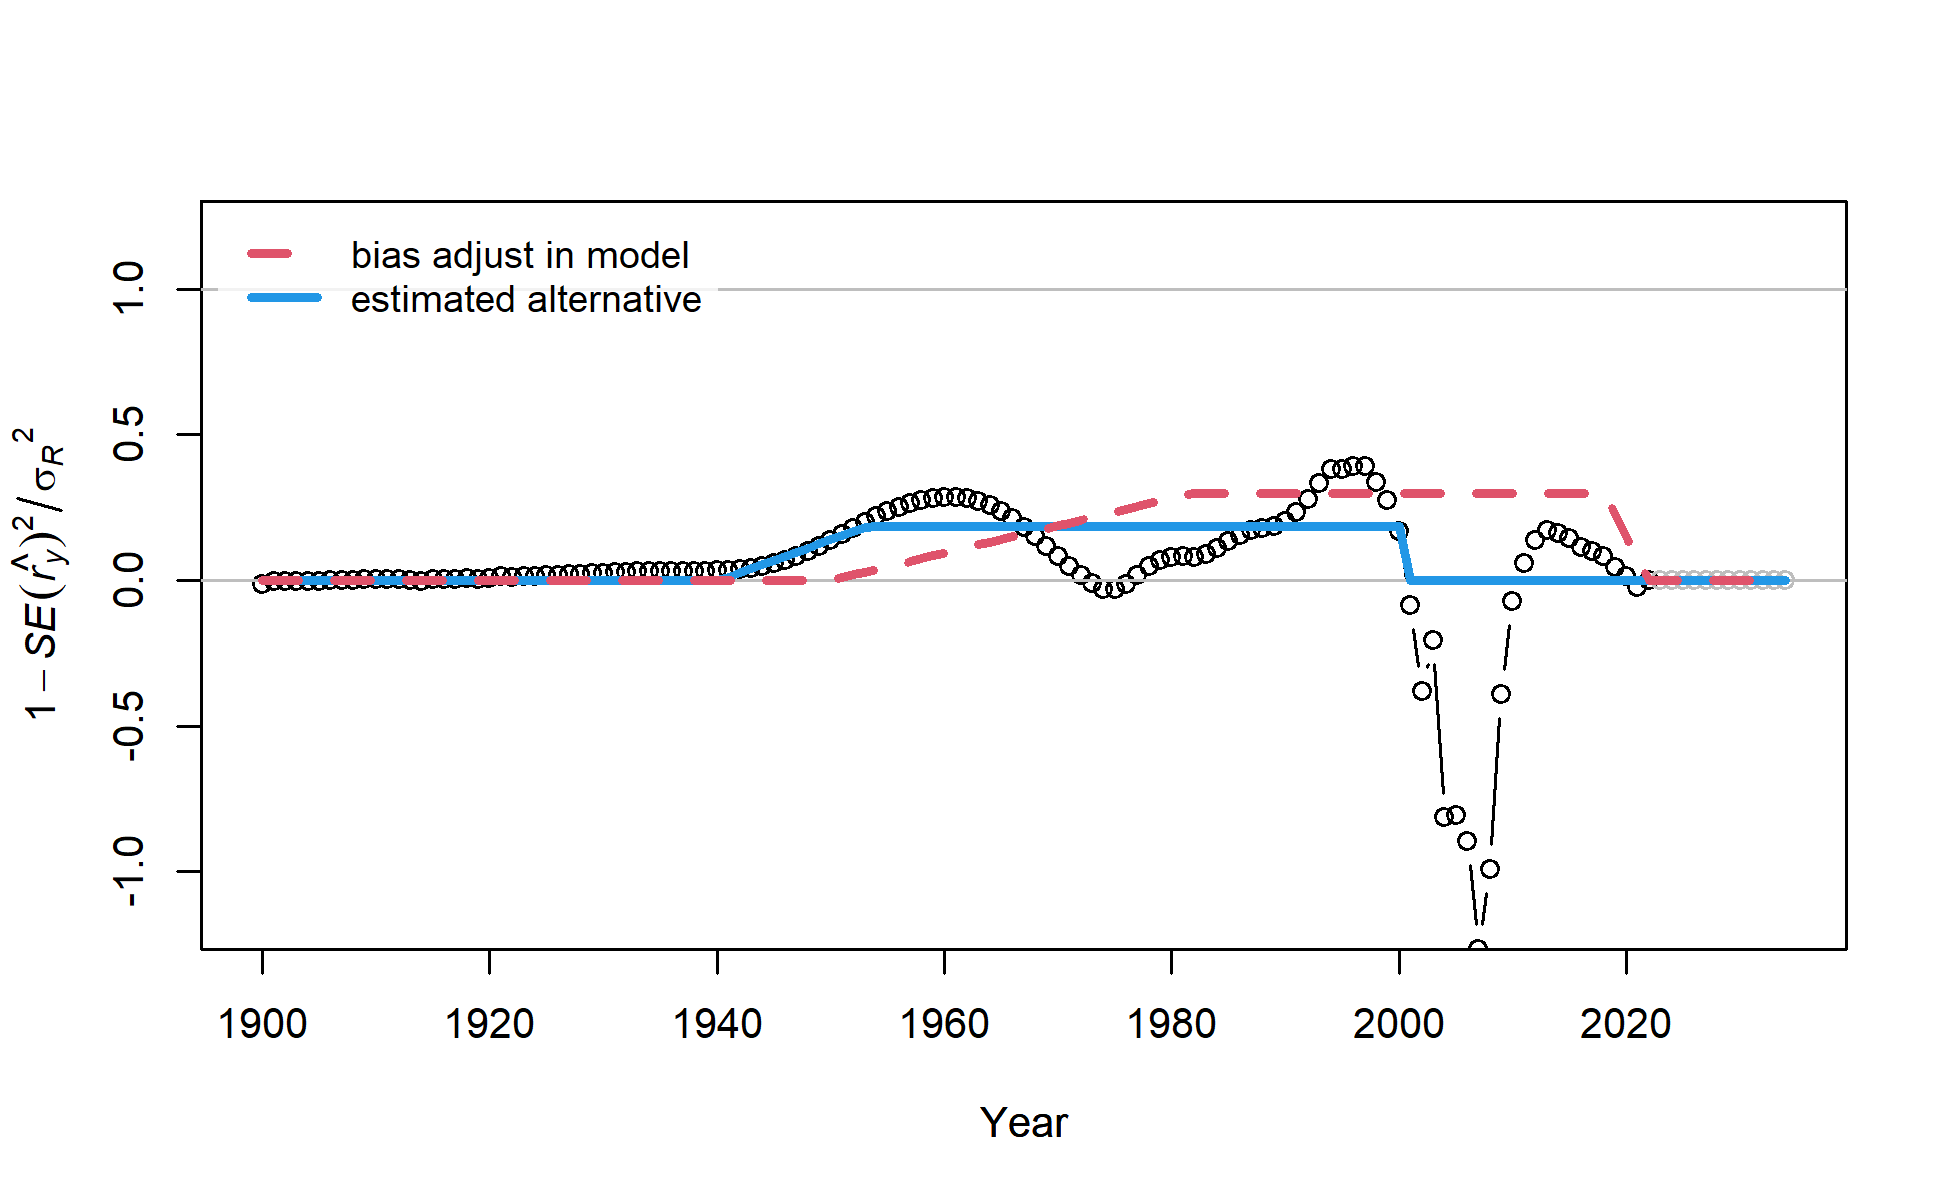 bias adjust in model
estimated alternative
1 − SE(r̂y)² / σR²
1.0
0.5
0.0
-0.5
-1.0
1900 1920 1940 1960 1980 2000 2020
Year